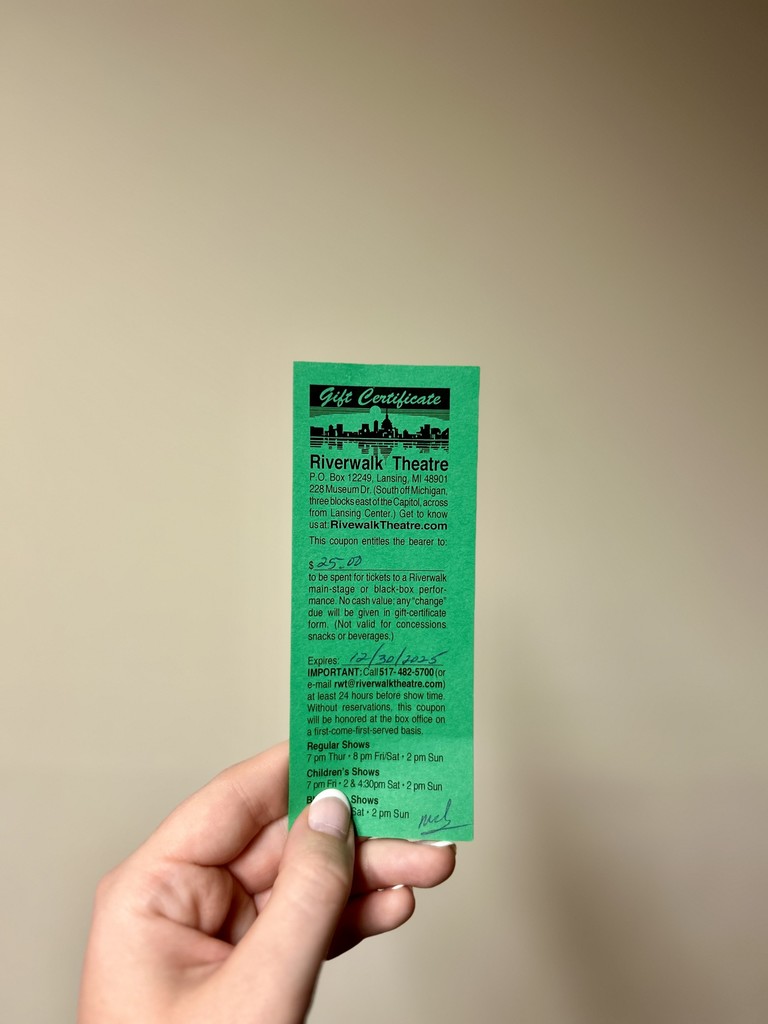 Gift Certificate
Riverwalk Theatre
P.O. Box 12249, Lansing, MI 48901
228 Museum Dr. (South off Michigan,
three blocks east of the Capitol, across
from Lansing Center.) Get to know
us at RivewalkTheatre.com
This coupon entitles the bearer to:
$ 25.00
to be spent for tickets to a Riverwalk
main-stage or black-box perfor-
mance. No cash value; any "change"
due will be given in gift-certificate
form. (Not valid for concessions
snacks or beverages.)
Expires: 12/30/2025
IMPORTANT: Call 517-482-5700 (or
e-mail rwt@riverwalktheatre.com)
at least 24 hours before show time.
Without reservations, this coupon
will be honored at the box office on
a first-come-first-served basis.
Regular Shows
7 pm Thur • 8 pm Fri/Sat • 2 pm Sun
Children's Shows
7 pm Fri • 2 & 4:30pm Sat • 2 pm Sun
Shows
Sat • 2 pm Sun